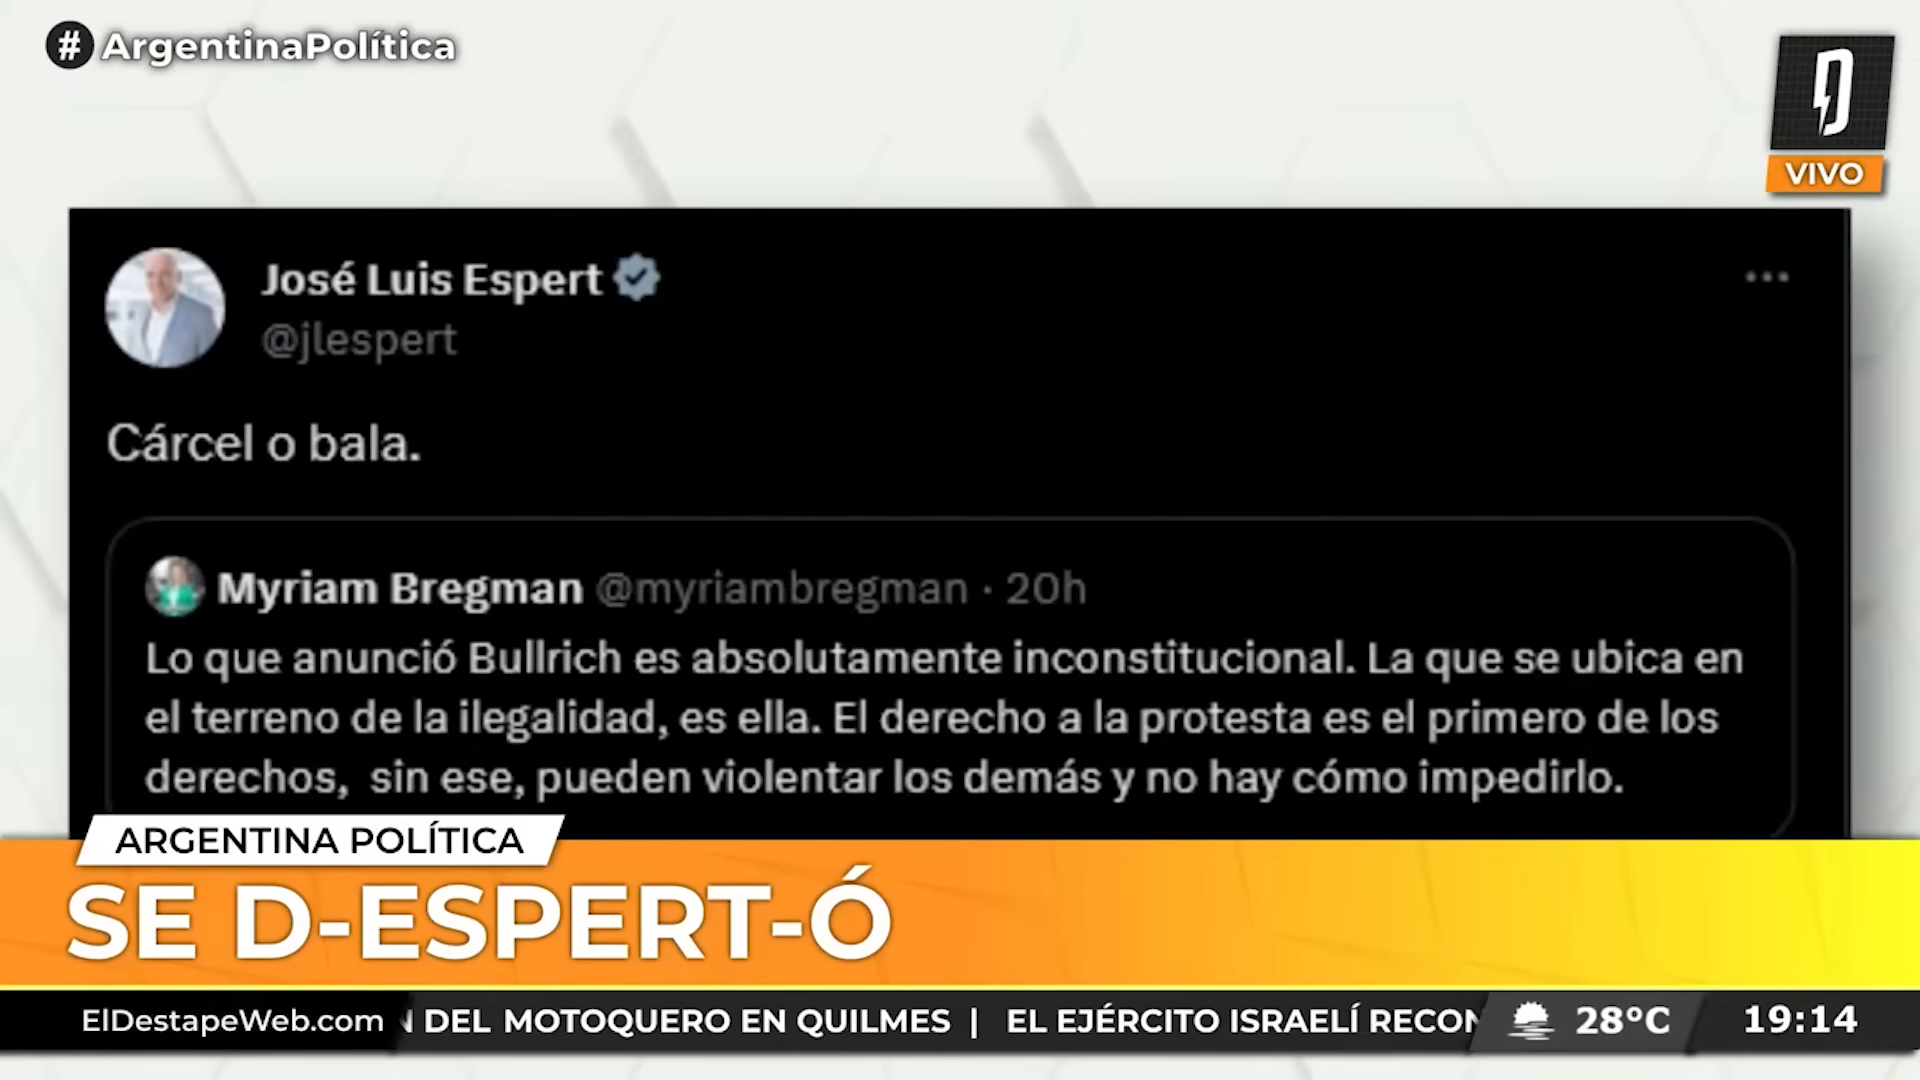 # ArgentinaPolítica
VIVO
José Luis Espert
@jlespert
Cárcel o bala.
Myriam Bregman @myriambregman · 20h
Lo que anunció Bullrich es absolutamente inconstitucional. La que se ubica en
el terreno de la ilegalidad, es ella. El derecho a la protesta es el primero de los
derechos, sin ese, pueden violentar los demás y no hay cómo impedirlo.
ARGENTINA POLÍTICA
SE D-ESPERT-Ó
ElDestapeWeb.com
DEL MOTOQUERO EN QUILMES | EL EJÉRCITO ISRAELÍ
28°C
19:14